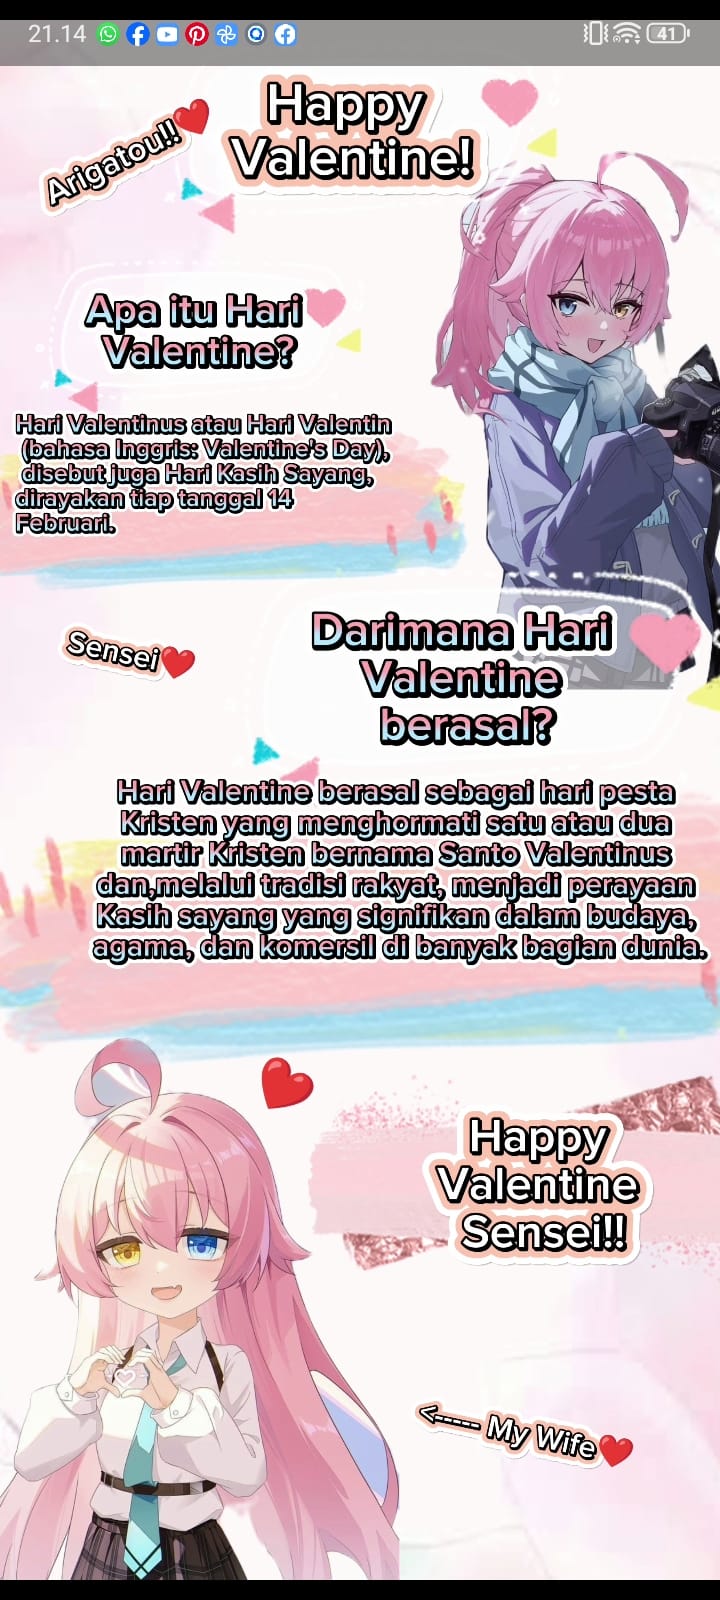 21.14
41
Happy
Valentine!
Arigatou!!
Apa itu Hari
Valentine?
Hari Valentinus atau Hari Valentin
(bahasa Inggris: Valentine's Day),
disebut juga Hari Kasih Sayang,
dirayakan tiap tanggal 14
Februari.
Sensei
Darimana Hari
Valentine
berasal?
Hari Valentine berasal sebagai hari pesta
Kristen yang menghormati satu atau dua
martir Kristen bernama Santo Valentinus
dan,melalui tradisi rakyat, menjadi perayaan
Kasih sayang yang signifikan dalam budaya,
agama, dan komersil di banyak bagian dunia.
Happy
Valentine
Sensei!!
<----- My Wife